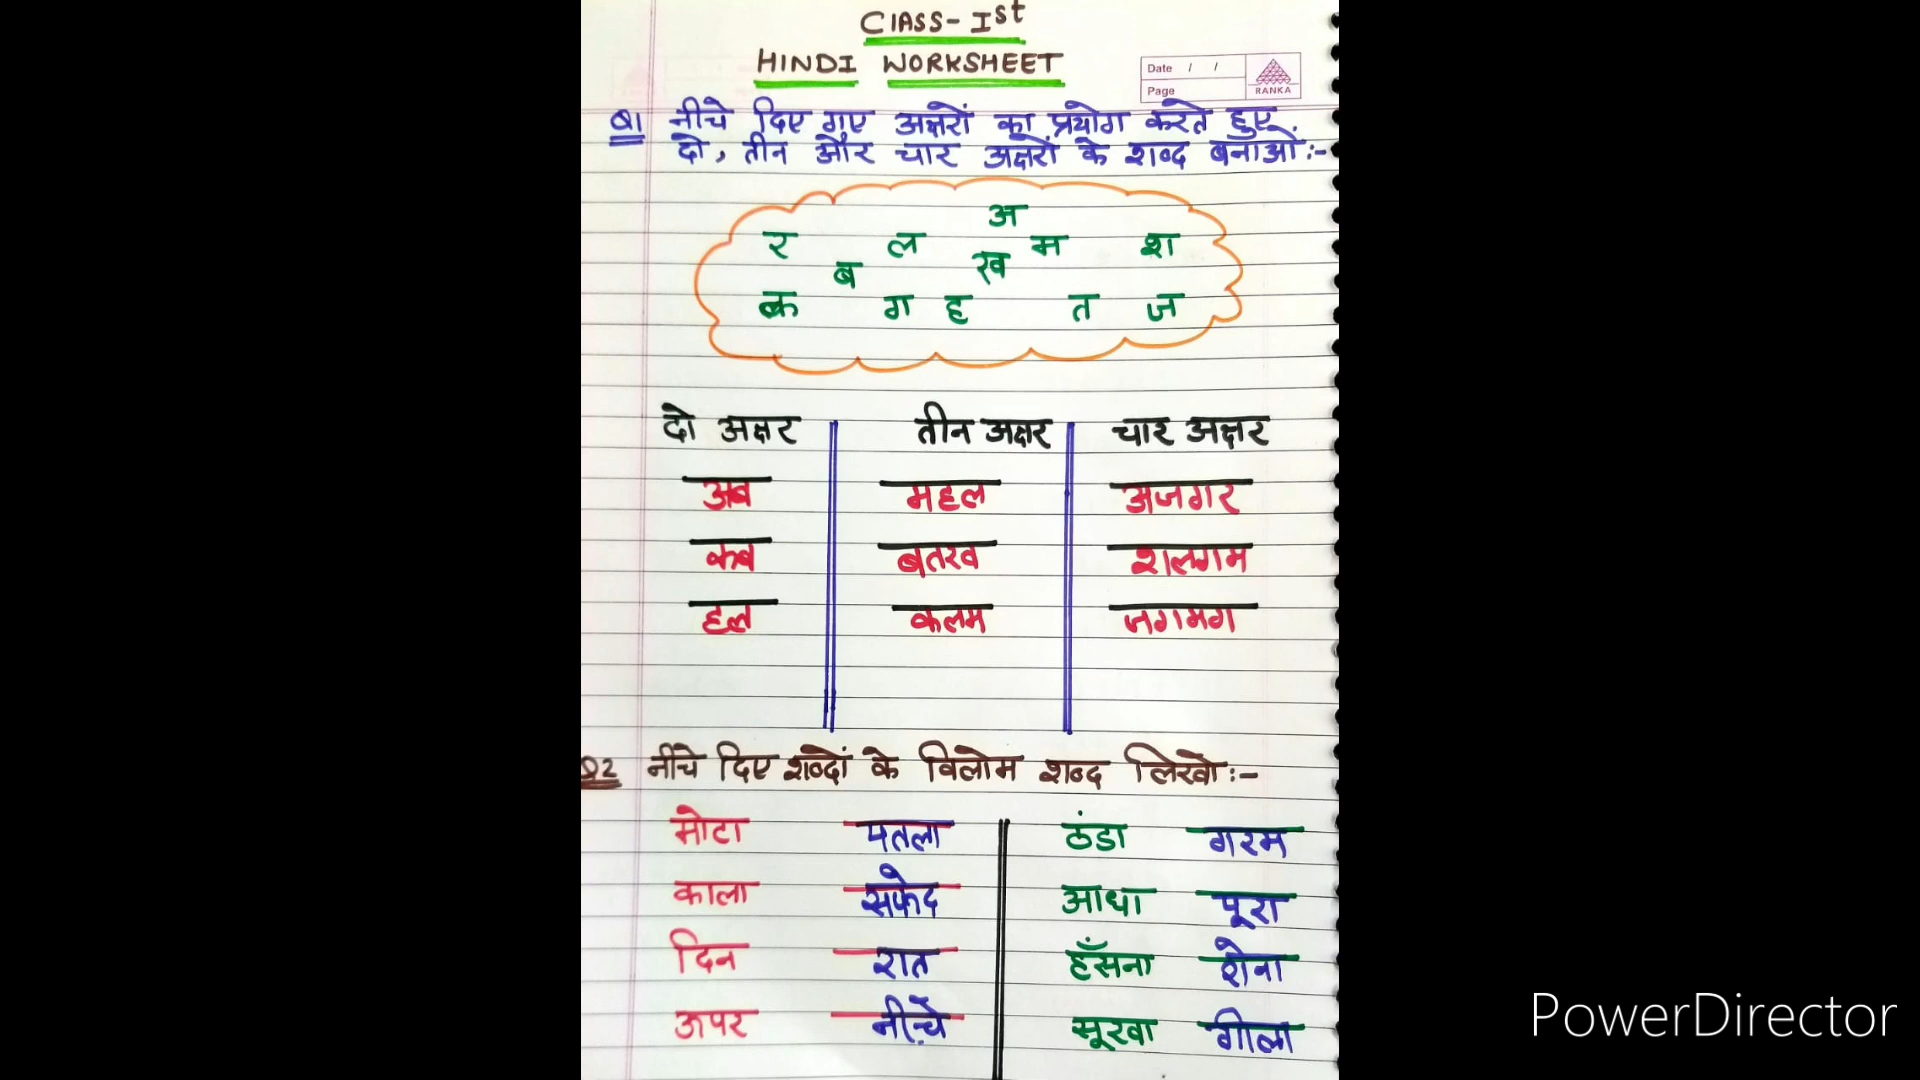 CLASS-Ist
HINDI WORKSHEET
Date / /
Page
RANKA
Q1 नीचे दिए गए अक्षरों का प्रयोग करते हुए
दो, तीन और चार अक्षरों के शब्द बनाओ:-
अ
र ल म श
ब ख
क ग ह त ज
दो अक्षर तीन अक्षर चार अक्षर
अब महल अजगर
कब बतख शलगम
हल कलम जगमग
Q2 नीचे दिए शब्दों के विलोम शब्द लिखो:-
मोटा पतला ठंडा गरम
काला सफेद आधा पूरा
दिन रात हँसना रोना
ऊपर नीचे सूखा गीला
PowerDirector